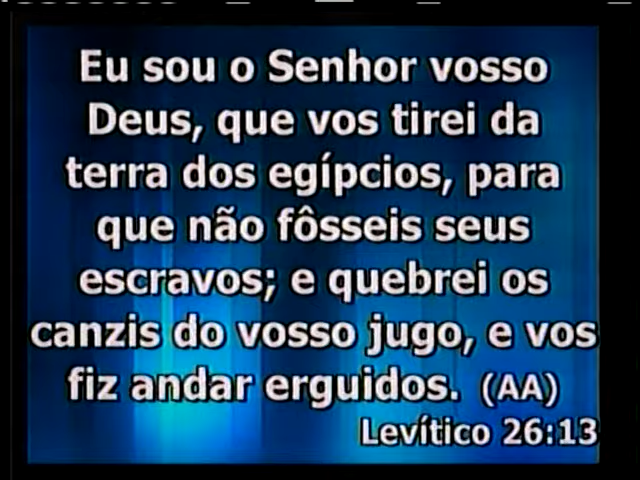 Eu sou o Senhor vosso
Deus, que vos tirei da
terra dos egípcios, para
que não fôsseis seus
escravos; e quebrei os
canzis do vosso jugo, e vos
fiz andar erguidos. (AA)
Levítico 26:13